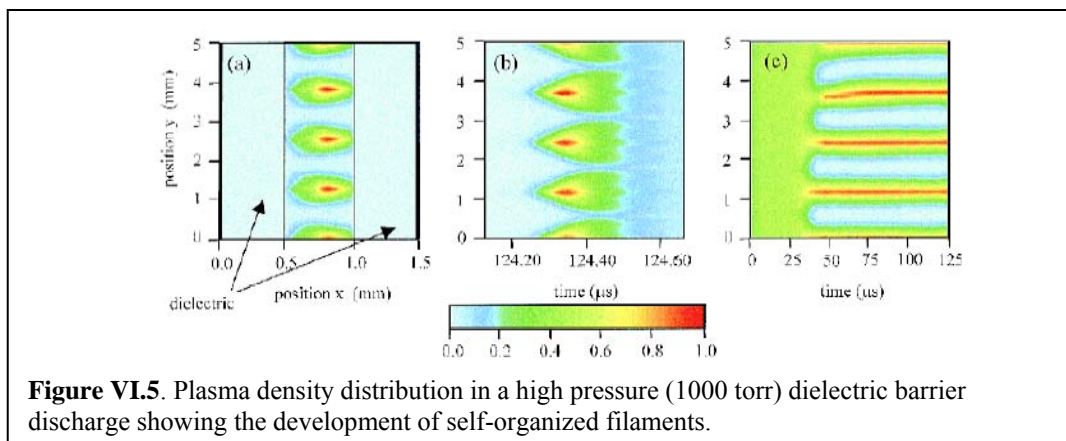 (a)
(b)
(c)
position y (mm)
5
4
3
2
1
0
5
4
3
2
1
0
5
4
3
2
1
0
0.0 0.5 1.0 1.5
124.20 124.40 124.60
0 25 50 75 100 125
dielectric
position x (mm)
time (μs)
time (μs)
0.0 0.2 0.4 0.6 0.8 1.0
Figure VI.5. Plasma density distribution in a high pressure (1000 torr) dielectric barrier
discharge showing the development of self-organized filaments.